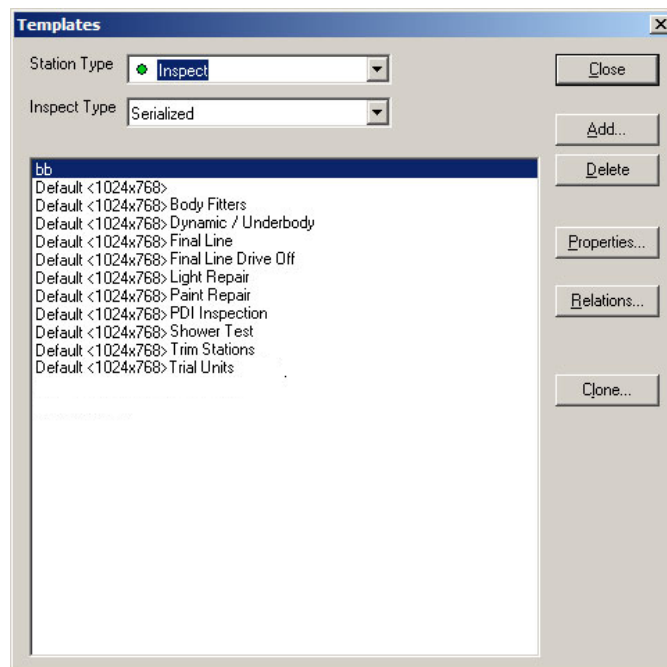 Templates
Station Type
Inspect
Close
Inspect Type
Serialized
Add...
bb
Delete
Default <1024x768>
Default <1024x768> Body Fitters
Default <1024x768> Dynamic / Underbody
Default <1024x768> Final Line
Properties...
Default <1024x768> Final Line Drive Off
Default <1024x768> Light Repair
Default <1024x768> Paint Repair
Relations...
Default <1024x768> PDI Inspection
Default <1024x768> Shower Test
Default <1024x768> Trim Stations
Default <1024x768> Trial Units
Clone...